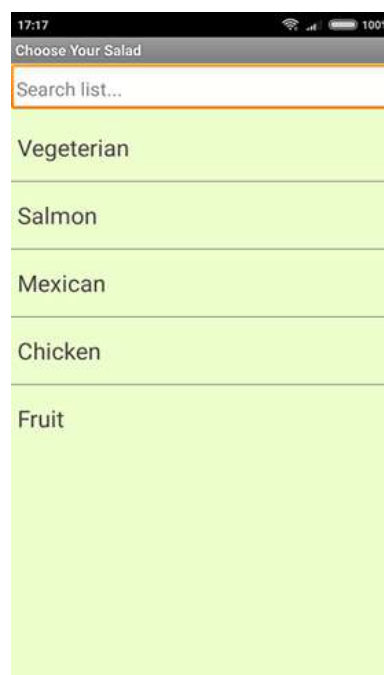 17:17
100%
Choose Your Salad
Search list...
Vegeterian
Salmon
Mexican
Chicken
Fruit